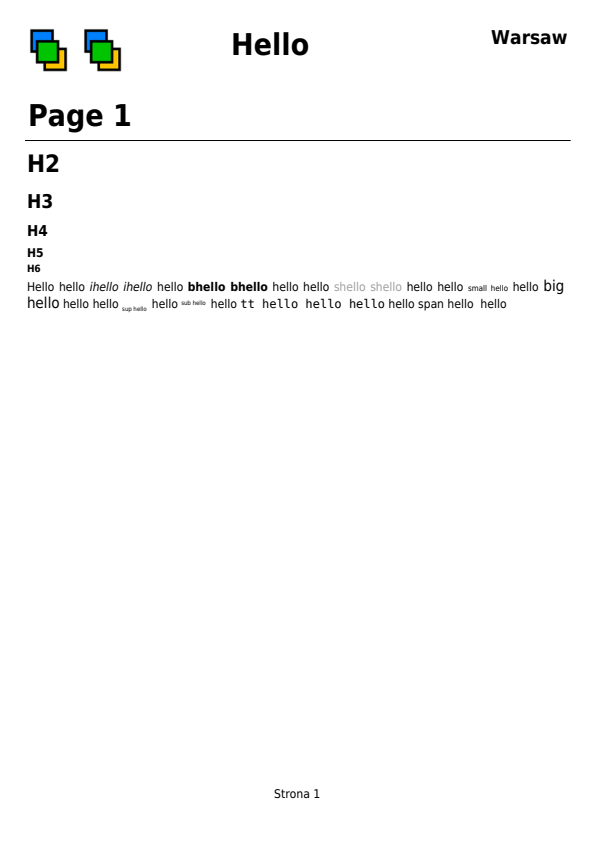 Hello
Warsaw
Page 1
H2
H3
H4
H5
H6
Hello hello ihello ihello hello bhello bhello hello hello shello shello hello hello small hello hello big
hello hello hello sup hello hello sub hello hello tt hello hello hello hello span hello hello
Strona 1